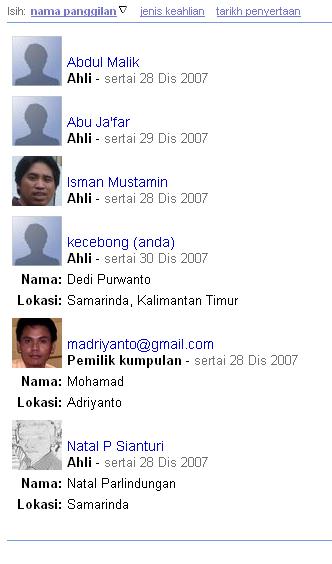 Isih: nama panggilan jenis keahlian tarikh penyertaan
Abdul Malik
Ahli - sertai 28 Dis 2007
Abu Ja'far
Ahli - sertai 29 Dis 2007
Isman Mustamin
Ahli - sertai 28 Dis 2007
kecebong (anda)
Ahli - sertai 30 Dis 2007
Nama: Dedi Purwanto
Lokasi: Samarinda, Kalimantan Timur
madriyanto@gmail.com
Pemilik kumpulan - sertai 28 Dis 2007
Nama: Mohamad
Lokasi: Adriyanto
Natal P Sianturi
Ahli - sertai 28 Dis 2007
Nama: Natal Parlindungan
Lokasi: Samarinda